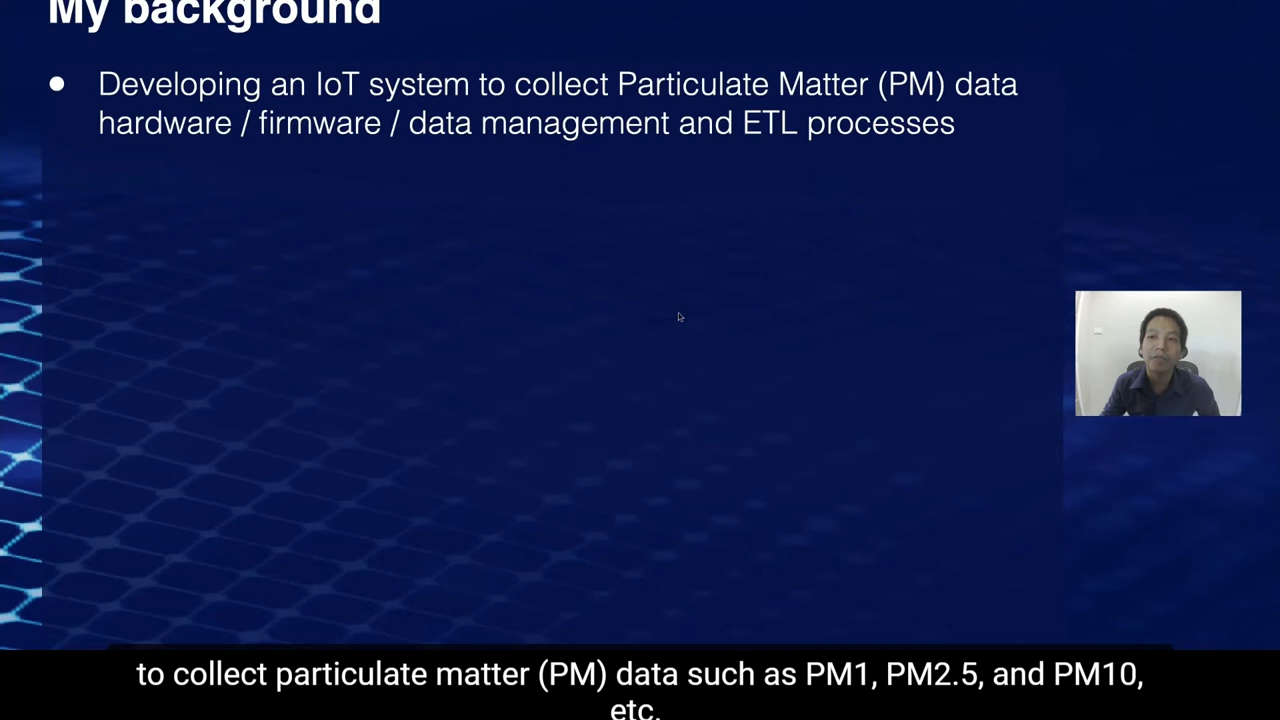 My background
● Developing an IoT system to collect Particulate Matter (PM) data
hardware / firmware / data management and ETL processes
to collect particulate matter (PM) data such as PM1, PM2.5, and PM10,
etc.